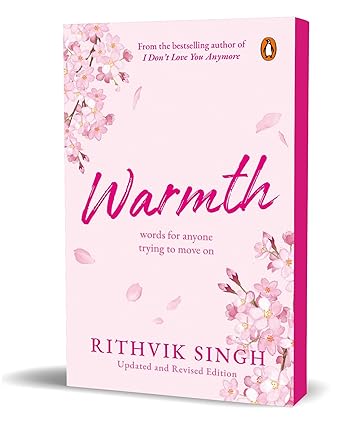 From the bestselling author of
I Don't Love You Anymore
Warmth
words for anyone
trying to move on
RITHVIK SINGH
Updated and Revised Edition